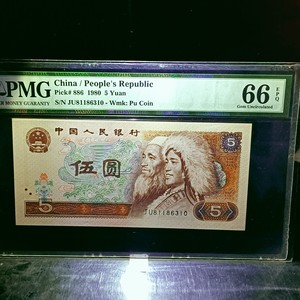 PMG
PAPER MONEY GUARANTY
China / People's Republic
Pick# 886 1980 5 Yuan
S/N JU81186310 - Wmk: Pu Coin
66 EPQ
Gem Uncirculated
中国人民银行
伍圆
5
5
5
JU81186310